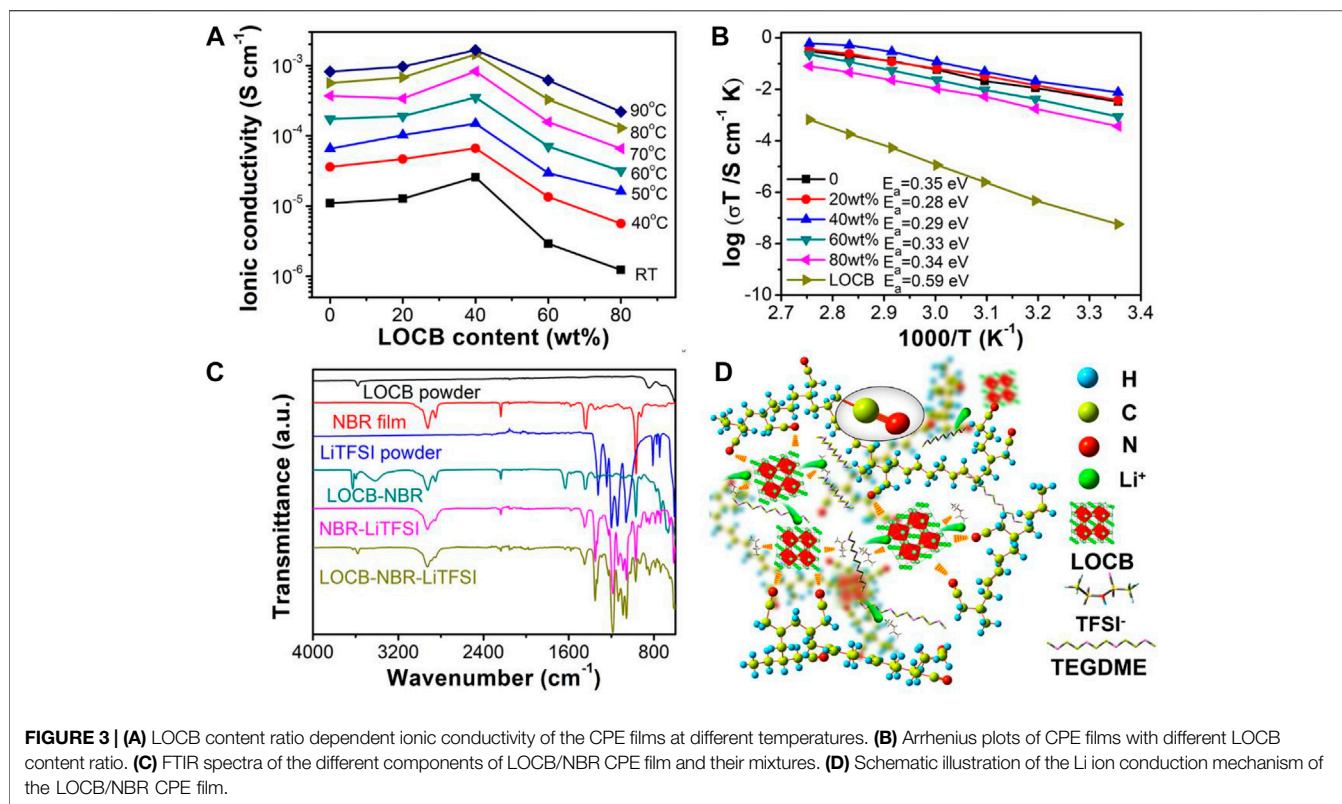 A
Ionic conductivity (S cm⁻¹)
10⁻³
10⁻⁴
10⁻⁵
10⁻⁶
90°C
80°C
70°C
60°C
50°C
40°C
RT
0 20 40 60 80
LOCB content (wt%)
B
log (σT /S cm⁻¹ K)
0
-2
-4
-6
-8
-10
0 Eₐ=0.35 eV
20wt% Eₐ=0.28 eV
40wt% Eₐ=0.29 eV
60wt% Eₐ=0.33 eV
80wt% Eₐ=0.34 eV
LOCB Eₐ=0.59 eV
2.7 2.8 2.9 3.0 3.1 3.2 3.3 3.4
1000/T (K⁻¹)
C
Transmittance (a.u.)
LOCB powder
NBR film
LiTFSI powder
LOCB-NBR
NBR-LiTFSI
LOCB-NBR-LiTFSI
4000 3200 2400 1600 800
Wavenumber (cm⁻¹)
D
H
C
N
Li⁺
LOCB
TFSI⁻
TEGDME
FIGURE 3 | (A) LOCB content ratio dependent ionic conductivity of the CPE films at different temperatures. (B) Arrhenius plots of CPE films with different LOCB
content ratio. (C) FTIR spectra of the different components of LOCB/NBR CPE film and their mixtures. (D) Schematic illustration of the Li ion conduction mechanism of
the LOCB/NBR CPE film.